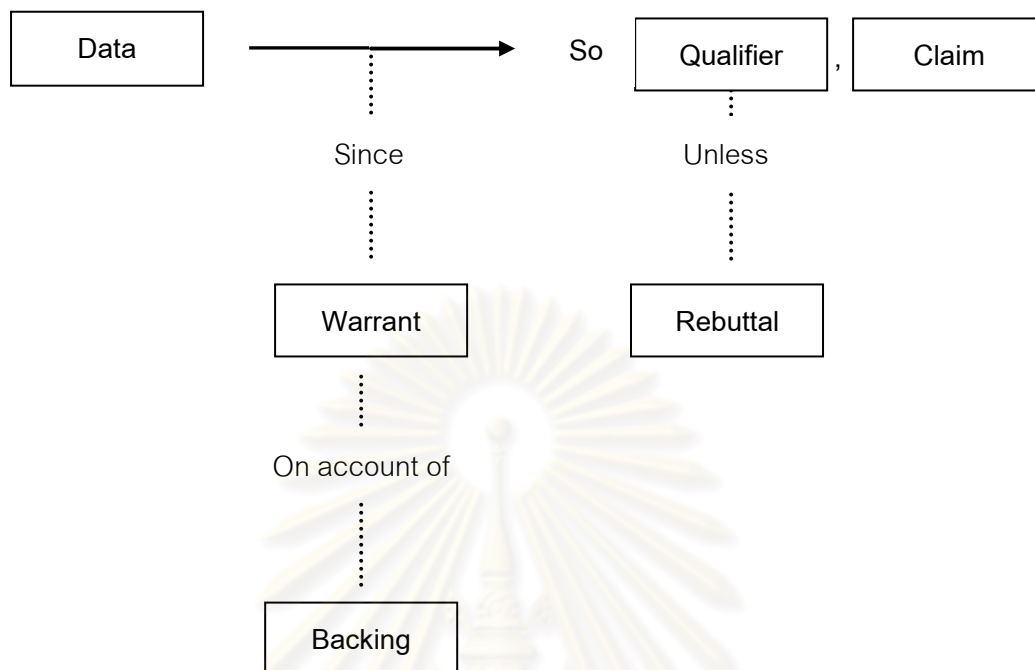 Data So Qualifier , Claim
Since Unless
Warrant Rebuttal
On account of
Backing